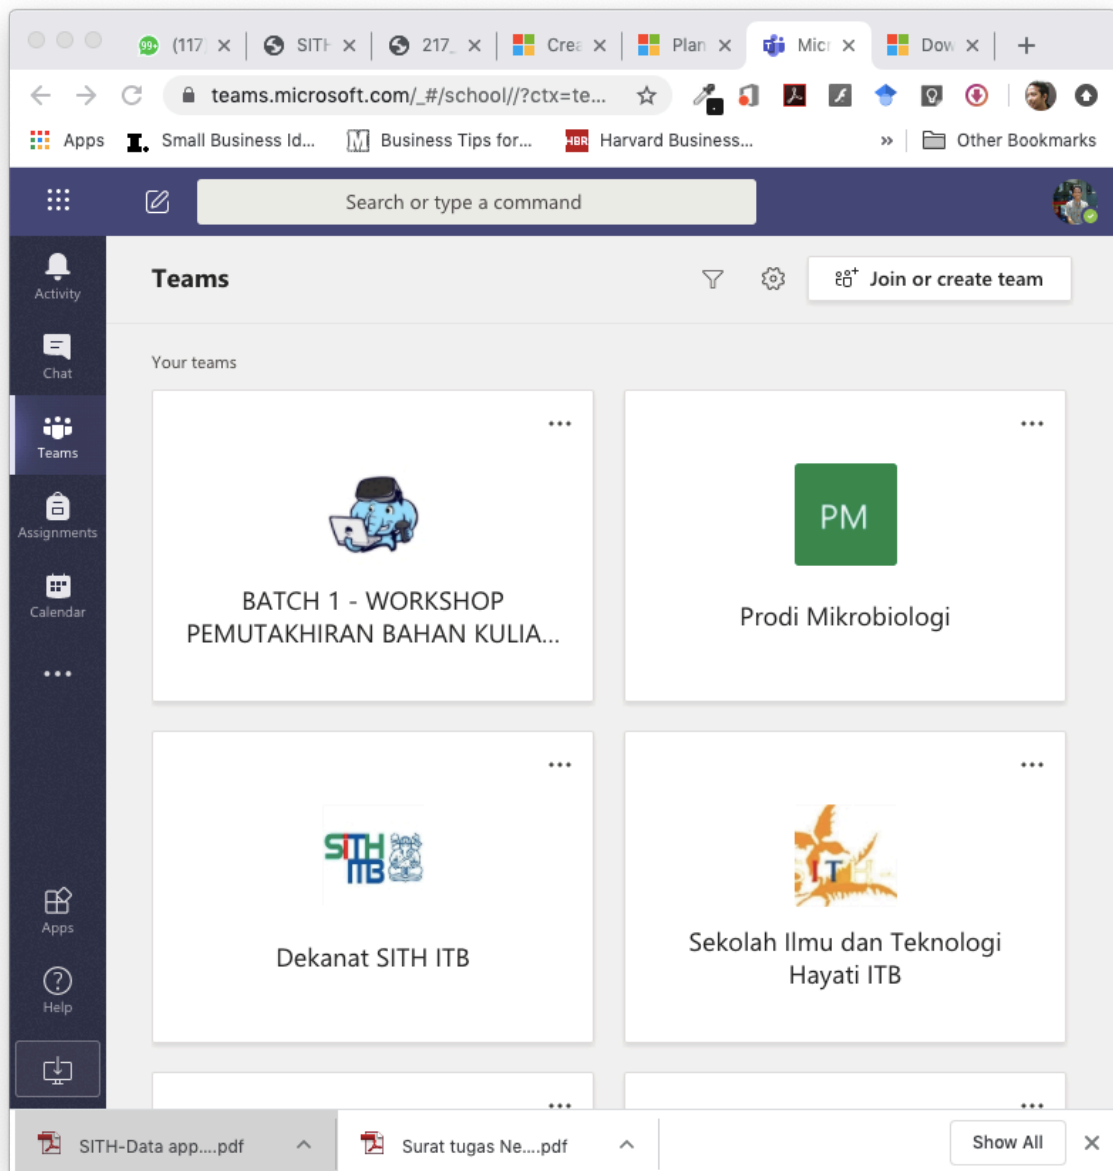 99+ (117 SITH 217_ Crea Plan Micr Dow
teams.microsoft.com/_#/school//?ctx=te...
Apps I. Small Business Id... M Business Tips for... HBR Harvard Business... » Other Bookmarks
Search or type a command
Activity
Chat
Teams
Assignments
Calendar
Apps
Help
Teams
Join or create team
Your teams
BATCH 1 - WORKSHOP
PEMUTAKHIRAN BAHAN KULIA...
PM
Prodi Mikrobiologi
SITH
ITB
Dekanat SITH ITB
SITH
Sekolah Ilmu dan Teknologi
Hayati ITB
SITH-Data app....pdf
Surat tugas Ne....pdf
Show All